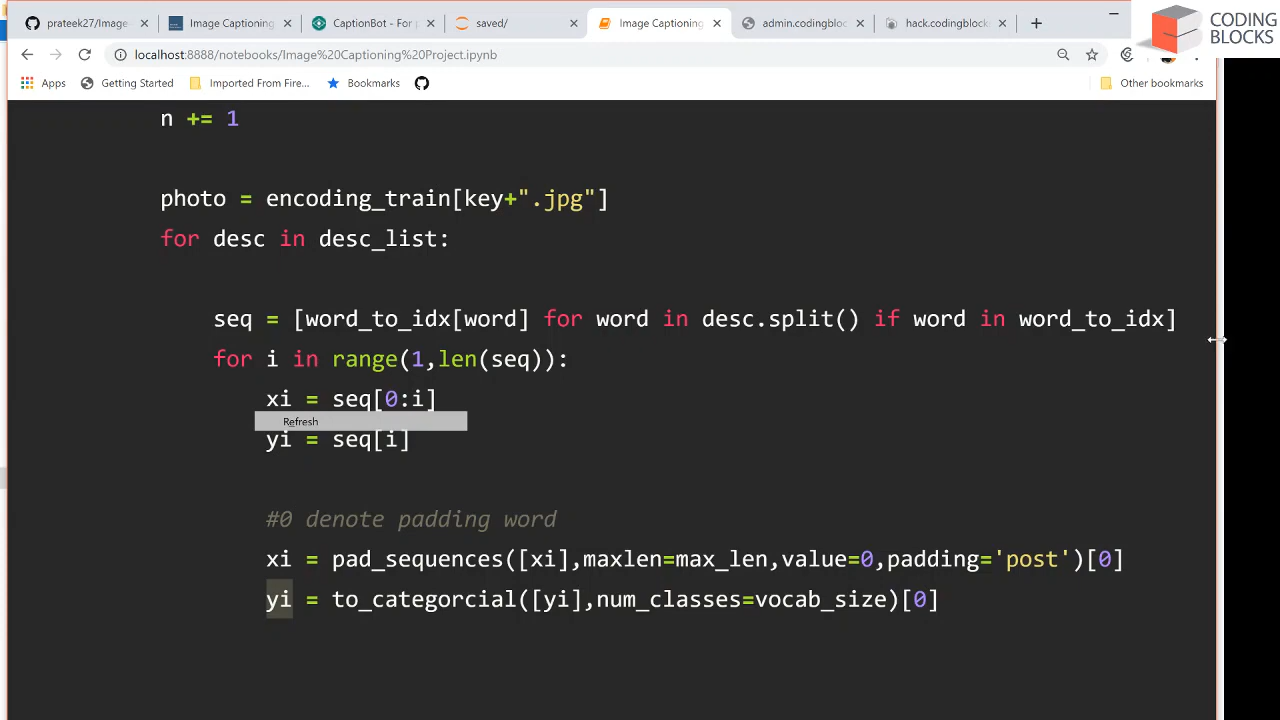 prateek27/Image
Image Captioning
CaptionBot - For p
saved/
Image Captioning
admin.codingbloc
hack.codingblocks
CODING
BLOCKS
localhost:8888/notebooks/Image%20Captioning%20Project.ipynb
Apps
Getting Started
Imported From Fire...
Bookmarks
Other bookmarks
n += 1
photo = encoding_train[key+".jpg"]
for desc in desc_list:
seq = [word_to_idx[word] for word in desc.split() if word in word_to_idx]
for i in range(1,len(seq)):
xi = seq[0:i]
Refresh
yi = seq[i]
#0 denote padding word
xi = pad_sequences([xi],maxlen=max_len,value=0,padding='post')[0]
yi = to_categorcial([yi],num_classes=vocab_size)[0]